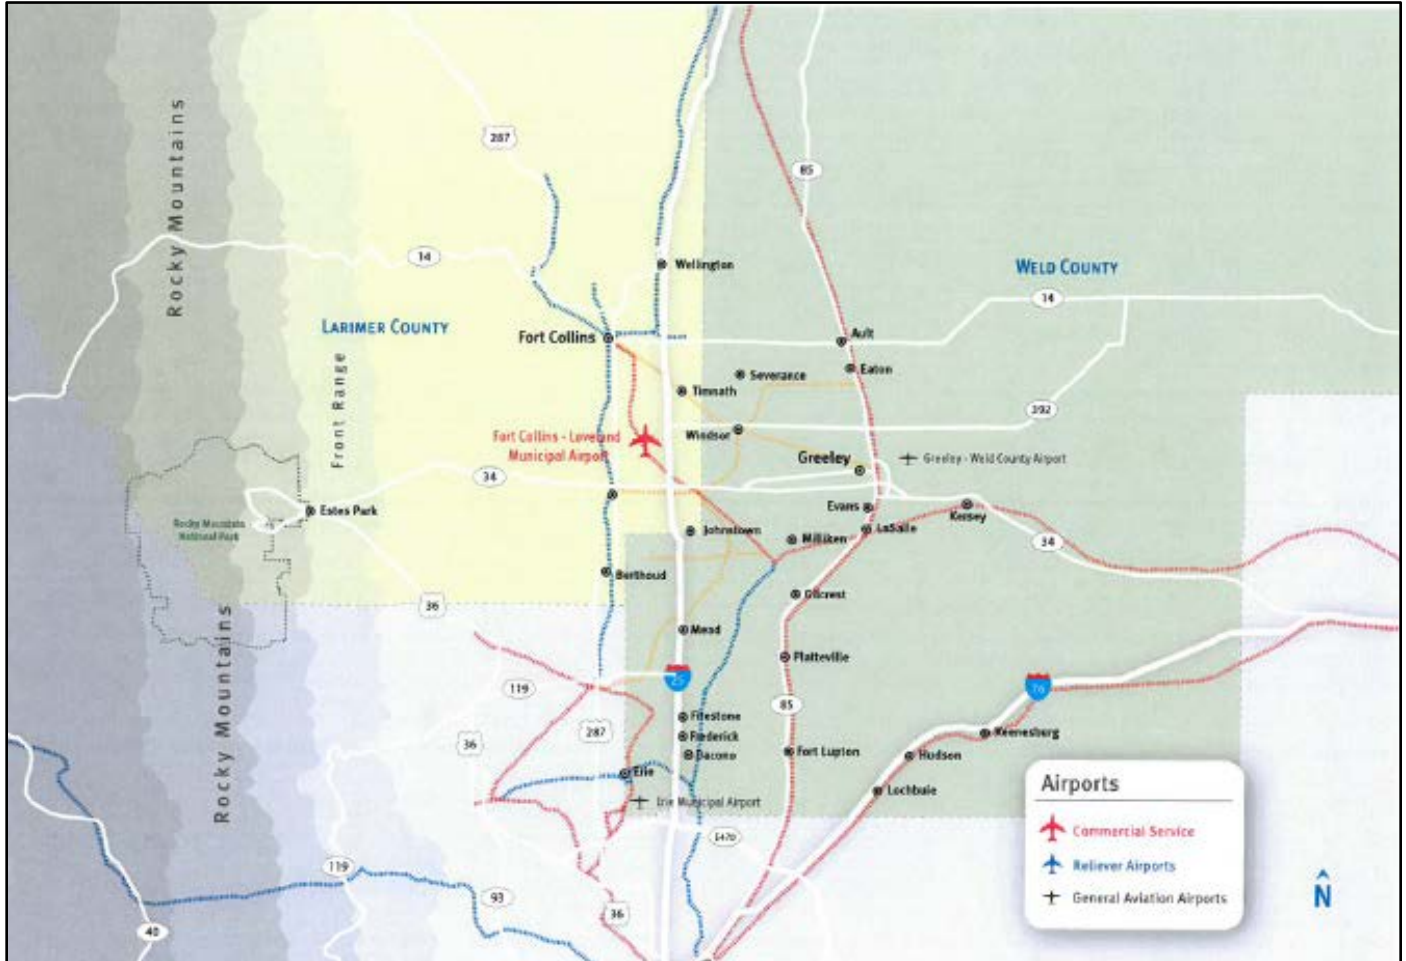 287
85
Rocky Mountains
Wellington
WELD COUNTY
14
14
LARIMER COUNTY
Fort Collins
Ault
Eaton
Severance
Front Range
Timnath
392
Fort Collins - Loveland
Municipal Airport
Windsor
Greeley
Greeley - Weld County Airport
34
Estes Park
Evans
Kersey
Rocky Mountain
National Park
Johnstown
LaSalle
Milliken
34
Berthoud
Gilcrest
36
Rocky Mountains
Mead
Platteville
25
119
76
85
Firestone
287
Frederick
Keenesburg
36
Dacono
Fort Lupton
Hudson
Erie
Lochbuie
Erie Municipal Airport
E470
119
93
36
40
Airports
Commercial Service
Reliever Airports
General Aviation Airports
N